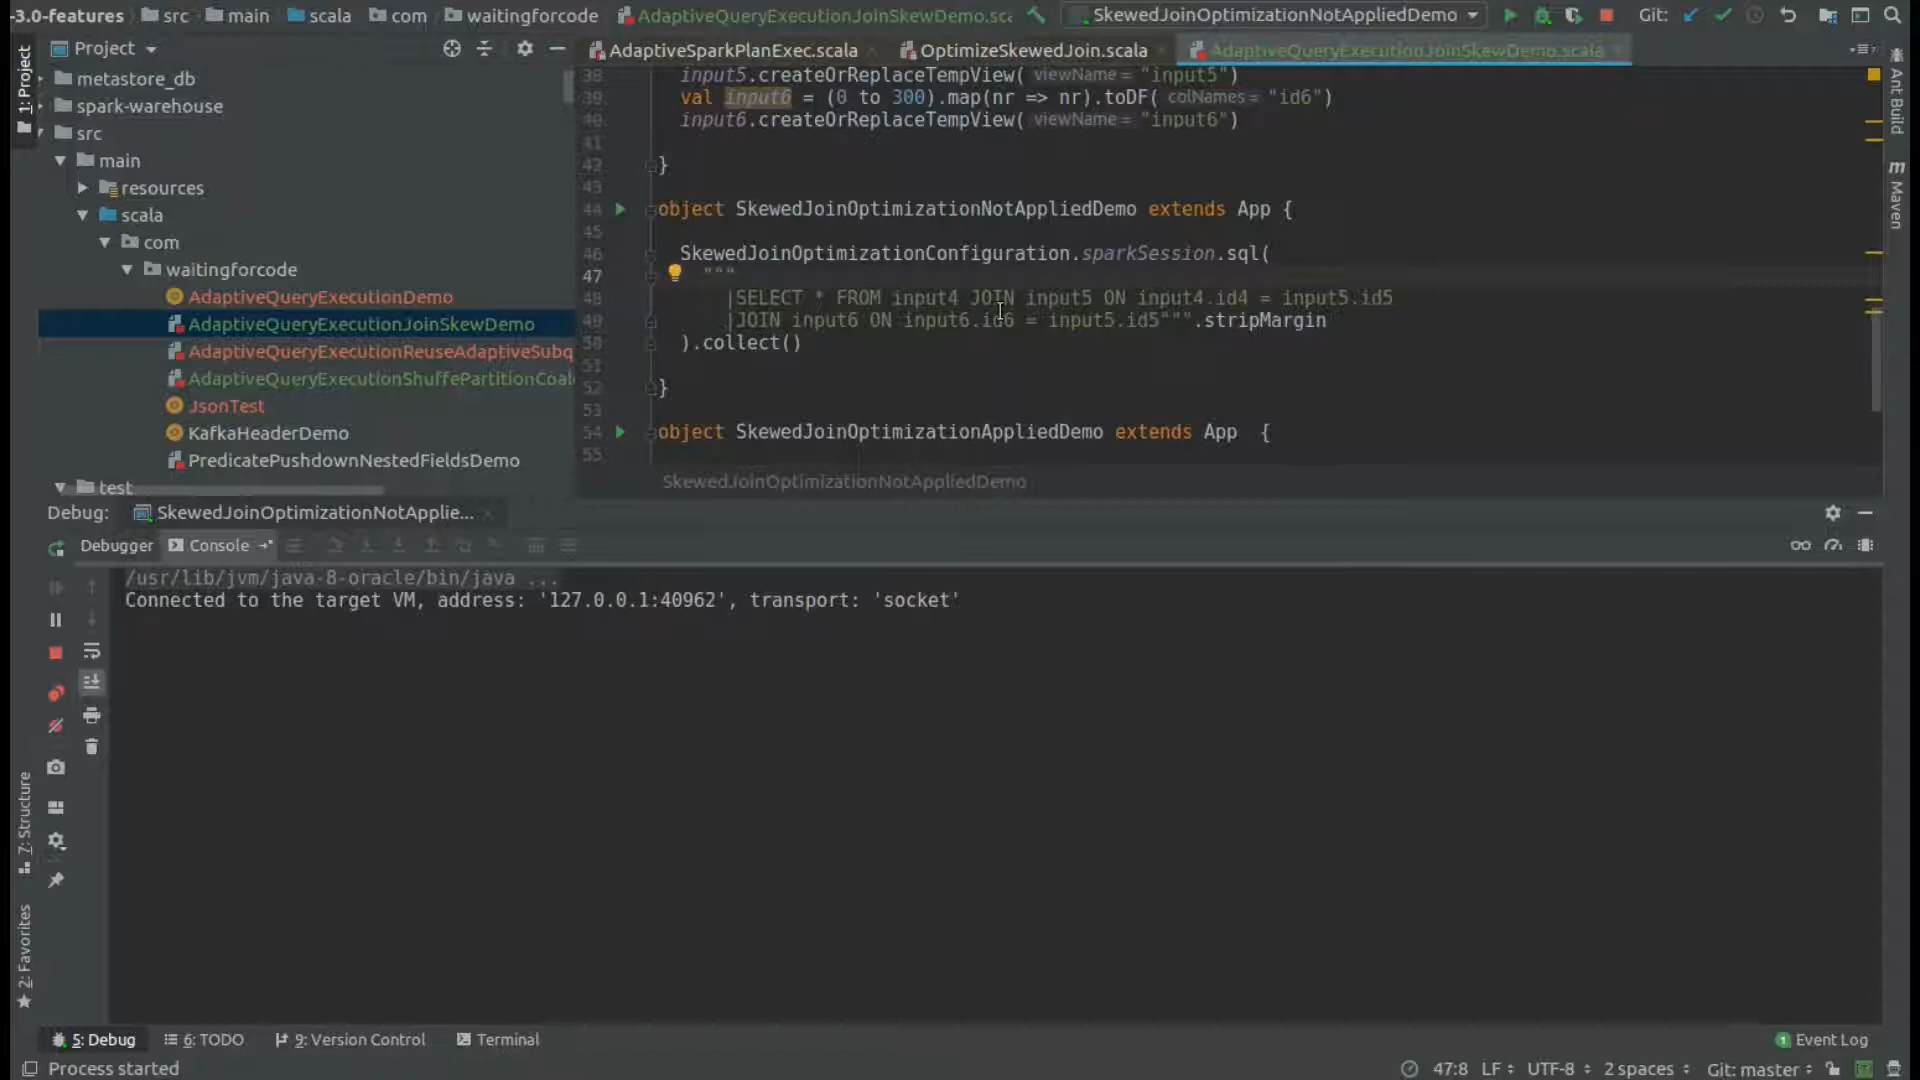 -3.0-features src main scala com waitingforcode AdaptiveQueryExecutionJoinSkewDemo.sc SkewedJoinOptimizationNotAppliedDemo Git:
1: Project
Project
AdaptiveSparkPlanExec.scala
OptimizeSkewedJoin.scala
AdaptiveQueryExecutionJoinSkewDemo.scala
metastore_db
spark-warehouse
src
main
resources
scala
com
waitingforcode
AdaptiveQueryExecutionDemo
AdaptiveQueryExecutionJoinSkewDemo
AdaptiveQueryExecutionReuseAdaptiveSubq
AdaptiveQueryExecutionShuffePartitionCoal
JsonTest
KafkaHeaderDemo
PredicatePushdownNestedFieldsDemo
test
38 input5.createOrReplaceTempView( viewName = "input5")
39 val input6 = (0 to 300).map(nr => nr).toDF( colNames = "id6")
40 input6.createOrReplaceTempView( viewName = "input6")
41
42 }
43
44 object SkewedJoinOptimizationNotAppliedDemo extends App {
45
46 SkewedJoinOptimizationConfiguration.sparkSession.sql(
47 """
48 |SELECT * FROM input4 JOIN input5 ON input4.id4 = input5.id5
49 |JOIN input6 ON input6.id6 = input5.id5""".stripMargin
50 ).collect()
51
52 }
53
54 object SkewedJoinOptimizationAppliedDemo extends App {
55
SkewedJoinOptimizationNotAppliedDemo
Ant Build
m Maven
Debug: SkewedJoinOptimizationNotApplie...
Debugger Console
/usr/lib/jvm/java-8-oracle/bin/java ...
Connected to the target VM, address: '127.0.0.1:40962', transport: 'socket'
7: Structure
2: Favorites
5: Debug 6: TODO 9: Version Control Terminal 1 Event Log
Process started 47:8 LF UTF-8 2 spaces Git: master